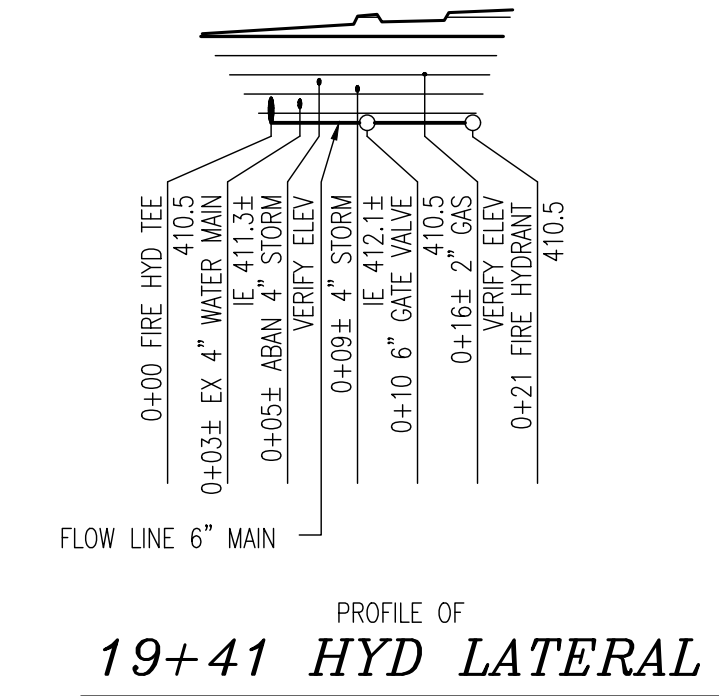 0+00 FIRE HYD TEE
410.5
0+03± EX 4” WATER MAIN
IE 411.3±
0+05± ABAN 4” STORM
VERIFY ELEV
0+09± 4” STORM
IE 412.1±
0+10 6” GATE VALVE
410.5
0+16± 2” GAS
VERIFY ELEV
0+21 FIRE HYDRANT
410.5
FLOW LINE 6” MAIN
PROFILE OF
19+41 HYD LATERAL